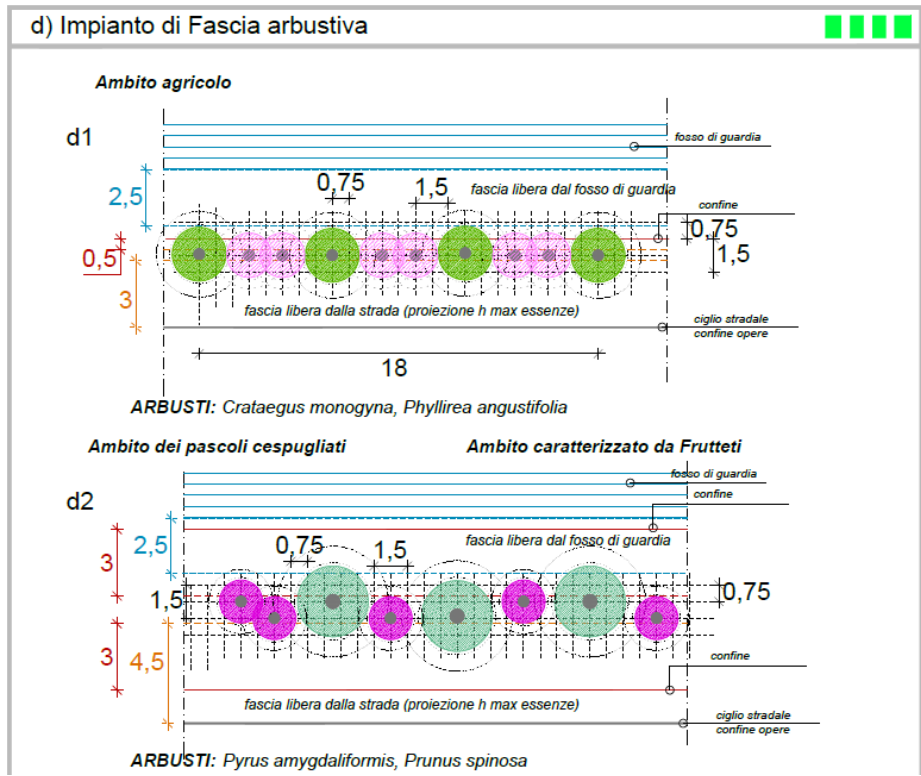 d) Impianto di Fascia arbustiva
Ambito agricolo
d1
fosso di guardia
2,5
0,75
1,5
fascia libera dal fosso di guardia
confine
0,75
0,5
1,5
3
fascia libera dalla strada (proiezione h max essenze)
ciglio stradale
confine opere
18
ARBUSTI: Crataegus monogyna, Phyllirea angustifolia
Ambito dei pascoli cespugliati
Ambito caratterizzato da Frutteti
d2
fosso di guardia
confine
3
2,5
0,75
1,5
fascia libera dal fosso di guardia
1,5
0,75
3
4,5
confine
fascia libera dalla strada (proiezione h max essenze)
ciglio stradale
confine opere
ARBUSTI: Pyrus amygdaliformis, Prunus spinosa